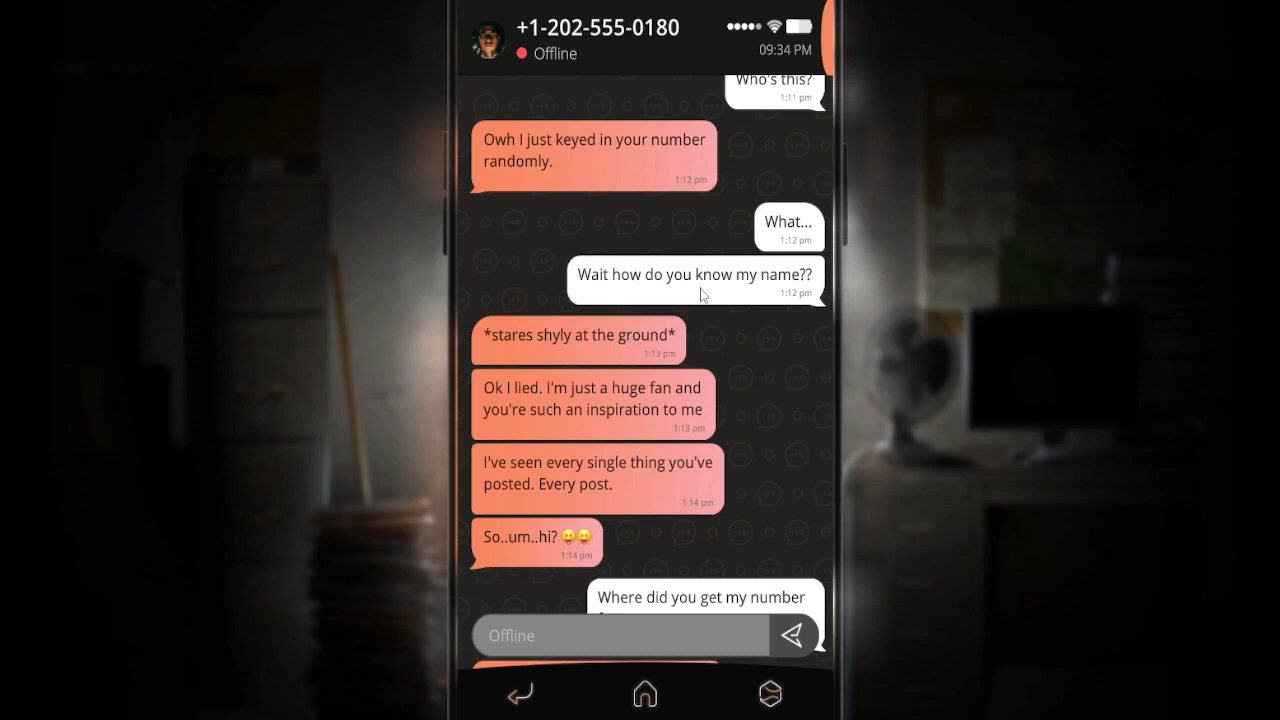 +1-202-555-0180
Offline
09:34 PM
Who's this?
1:11 pm
Owh I just keyed in your number
randomly.
1:12 pm
What...
1:12 pm
Wait how do you know my name??
1:12 pm
*stares shyly at the ground*
1:13 pm
Ok I lied. I'm just a huge fan and
you're such an inspiration to me
1:13 pm
I've seen every single thing you've
posted. Every post.
1:14 pm
So..um..hi? 😝😝
1:14 pm
Where did you get my number
Offline